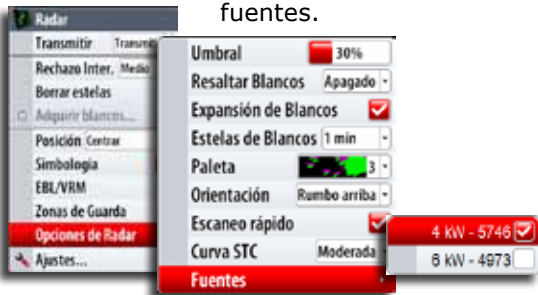 fuentes.
Radar
Transmitir Transmit
Rechazo Inter. Medio
Borrar estelas
Adquirir blancos...
Posición Centrar
Simbología
EBL/VRM
Zonas de Guarda
Opciones de Radar
Ajustes...
Umbral 30%
Resaltar Blancos Apagado
Expansión de Blancos
Estelas de Blancos 1 min
Paleta 3
Orientación Rumbo arriba
Escaneo rápido
Curva STC Moderada
Fuentes
4 kW - 5746
6 kW - 4973